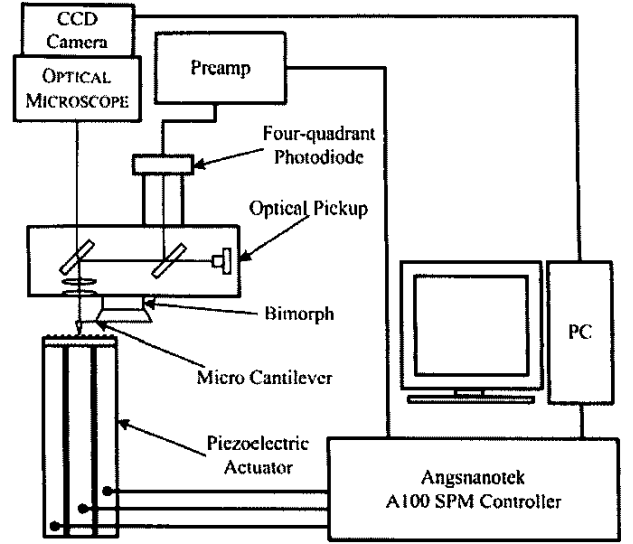 CCD
Camera
OPTICAL
MICROSCOPE
Preamp
Four-quadrant
Photodiode
Optical Pickup
Bimorph
Micro Cantilever
Piezoelectric
Actuator
PC
Angsnanotek
A100 SPM Controller